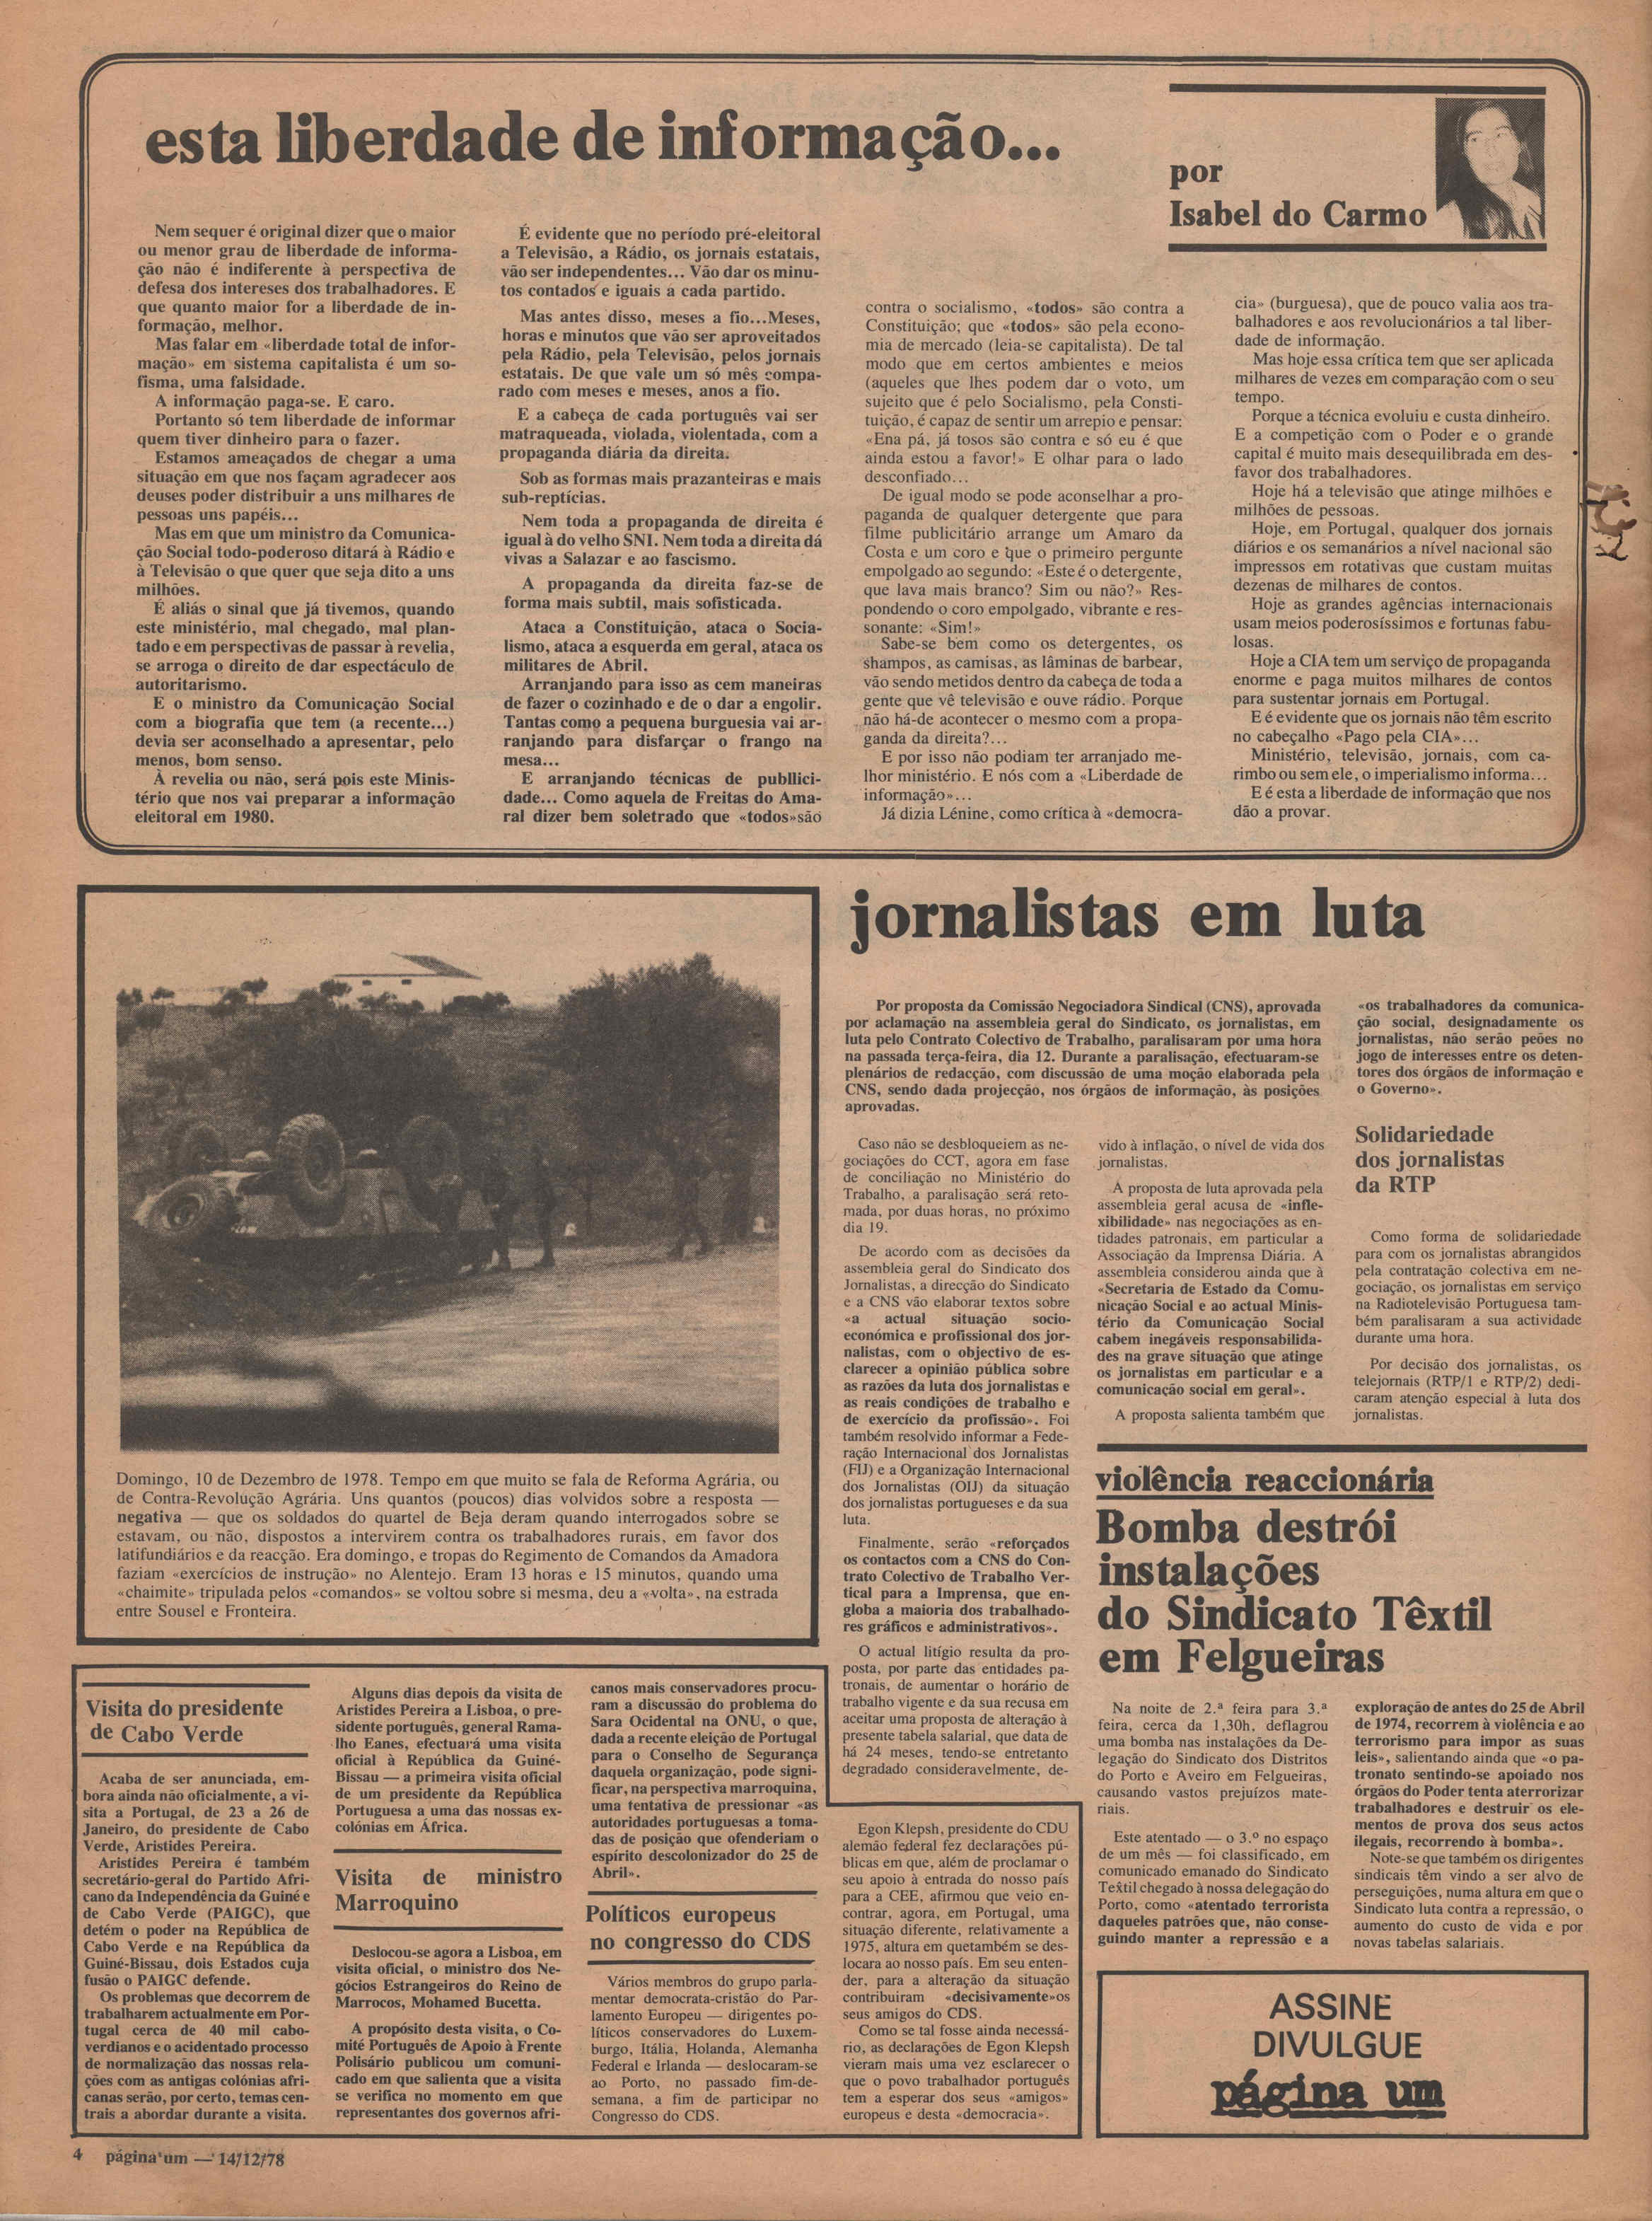 esta liberdade de informação...
por
Isabel do Carmo
Nem sequer é original dizer que o maior
ou menor grau de liberdade de informa-
ção não é indiferente à perspectiva de
defesa dos intereses dos trabalhadores. E
que quanto maior for a liberdade de in-
formação, melhor.
Mas falar em «liberdade total de infor-
mação» em sistema capitalista é um so-
fisma, uma falsidade.
A informação paga-se. E caro.
Portanto só tem liberdade de informar
quem tiver dinheiro para o fazer.
Estamos ameaçados de chegar a uma
situação em que nos façam agradecer aos
deuses poder distribuir a uns milhares de
pessoas uns papéis...
Mas em que um ministro da Comunica-
ção Social todo-poderoso ditará à Rádio e
à Televisão o que quer que seja dito a uns
milhões.
É aliás o sinal que já tivemos, quando
este ministério, mal chegado, mal plan-
tado e em perspectivas de passar à revelia,
se arroga o direito de dar espectáculo de
autoritarismo.
E o ministro da Comunicação Social
com a biografia que tem (a recente...)
devia ser aconselhado a apresentar, pelo
menos, bom senso.
À revelia ou não, será pois este Minis-
tério que nos vai preparar a informação
eleitoral em 1980.
É evidente que no período pré-eleitoral
a Televisão, a Rádio, os jornais estatais,
vão ser independentes... Vão dar os minu-
tos contados e iguais a cada partido.
Mas antes disso, meses a fio...Meses,
horas e minutos que vão ser aproveitados
pela Rádio, pela Televisão, pelos jornais
estatais. De que vale um só mês compa-
rado com meses e meses, anos a fio.
E a cabeça de cada português vai ser
matraqueada, violada, violentada, com a
propaganda diária da direita.
Sob as formas mais prazanteiras e mais
sub-reptícias.
Nem toda a propaganda de direita é
igual à do velho SNI. Nem toda a direita dá
vivas a Salazar e ao fascismo.
A propaganda da direita faz-se de
forma mais subtil, mais sofisticada.
Ataca a Constituição, ataca o Socia-
lismo, ataca a esquerda em geral, ataca os
militares de Abril.
Arranjando para isso as cem maneiras
de fazer o cozinhado e de o dar a engolir.
Tantas como a pequena burguesia vai ar-
ranjando para disfarçar o frango na
mesa...
E arranjando técnicas de publlici-
dade... Como aquela de Freitas do Ama-
ral dizer bem soletrado que «todos»são
contra o socialismo, «todos» são contra a
Constituição; que «todos» são pela econo-
mia de mercado (leia-se capitalista). De tal
modo que em certos ambientes e meios
(aqueles que lhes podem dar o voto, um
sujeito que é pelo Socialismo, pela Consti-
tuição, é capaz de sentir um arrepio e pensar:
«Ena pá, já tosos são contra e só eu é que
ainda estou a favor!» E olhar para o lado
desconfiado...
De igual modo se pode aconselhar a pro-
paganda de qualquer detergente que para
filme publicitário arrange um Amaro da
Costa e um coro e que o primeiro pergunte
empolgado ao segundo: «Este é o detergente,
que lava mais branco? Sim ou não?» Res-
pondendo o coro empolgado, vibrante e res-
sonante: «Sim!»
Sabe-se bem como os detergentes, os
shampos, as camisas, as lâminas de barbear,
vão sendo metidos dentro da cabeça de toda a
gente que vê televisão e ouve rádio. Porque
não há-de acontecer o mesmo com a propa-
ganda da direita?...
E por isso não podiam ter arranjado me-
lhor ministério. E nós com a «Liberdade de
informação»...
Já dizia Lénine, como crítica à «democra-
cia» (burguesa), que de pouco valia aos tra-
balhadores e aos revolucionários a tal liber-
dade de informação.
Mas hoje essa crítica tem que ser aplicada
milhares de vezes em comparação com o seu
tempo.
Porque a técnica evoluiu e custa dinheiro.
E a competição com o Poder e o grande
capital é muito mais desequilibrada em des-
favor dos trabalhadores.
Hoje há a televisão que atinge milhões e
milhões de pessoas.
Hoje, em Portugal, qualquer dos jornais
diários e os semanários a nível nacional são
impressos em rotativas que custam muitas
dezenas de milhares de contos.
Hoje as grandes agências internacionais
usam meios poderosíssimos e fortunas fabu-
losas.
Hoje a CIA tem um serviço de propaganda
enorme e paga muitos milhares de contos
para sustentar jornais em Portugal.
E é evidente que os jornais não têm escrito
no cabeçalho «Pago pela CIA»...
Ministério, televisão, jornais, com ca-
rimbo ou sem ele, o imperialismo informa...
E é esta a liberdade de informação que nos
dão a provar.
Domingo, 10 de Dezembro de 1978. Tempo em que muito se fala de Reforma Agrária, ou
de Contra-Revolução Agrária. Uns quantos (poucos) dias volvidos sobre a resposta —
negativa — que os soldados do quartel de Beja deram quando interrogados sobre se
estavam, ou não, dispostos a intervirem contra os trabalhadores rurais, em favor dos
latifundiários e da reacção. Era domingo, e tropas do Regimento de Comandos da Amadora
faziam «exercícios de instrução» no Alentejo. Eram 13 horas e 15 minutos, quando uma
«chaimite» tripulada pelos «comandos» se voltou sobre si mesma, deu a «volta», na estrada
entre Sousel e Fronteira.
jornalistas em luta
Por proposta da Comissão Negociadora Sindical (CNS), aprovada
por aclamação na assembleia geral do Sindicato, os jornalistas, em
luta pelo Contrato Colectivo de Trabalho, paralisaram por uma hora
na passada terça-feira, dia 12. Durante a paralisação, efectuaram-se
plenários de redacção, com discussão de uma moção elaborada pela
CNS, sendo dada projecção, nos órgãos de informação, às posições
aprovadas.
Caso não se desbloqueiem as ne-
gociações do CCT, agora em fase
de conciliação no Ministério do
Trabalho, a paralisação será reto-
mada, por duas horas, no próximo
dia 19.
De acordo com as decisões da
assembleia geral do Sindicato dos
Jornalistas, a direcção do Sindicato
e a CNS vão elaborar textos sobre
«a actual situação socio-
económica e profissional dos jor-
nalistas, com o objectivo de es-
clarecer a opinião pública sobre
as razões da luta dos jornalistas e
as reais condições de trabalho e
de exercício da profissão». Foi
também resolvido informar a Fede-
ração Internacional dos Jornalistas
(FIJ) e a Organização Internacional
dos Jornalistas (OIJ) da situação
dos jornalistas portugueses e da sua
luta.
Finalmente, serão «reforçados
os contactos com a CNS do Con-
trato Colectivo de Trabalho Ver-
tical para a Imprensa, que en-
globa a maioria dos trabalhado-
res gráficos e administrativos».
O actual litígio resulta da pro-
posta, por parte das entidades pa-
tronais, de aumentar o horário de
trabalho vigente e da sua recusa em
aceitar uma proposta de alteração à
presente tabela salarial, que data de
há 24 meses, tendo-se entretanto
degradado consideravelmente, de-
vido à inflação, o nível de vida dos
jornalistas.
A proposta de luta aprovada pela
assembleia geral acusa de «infle-
xibilidade» nas negociações as en-
tidades patronais, em particular a
Associação da Imprensa Diária. A
assembleia considerou ainda que à
«Secretaria de Estado da Comu-
nicação Social e ao actual Minis-
tério da Comunicação Social
cabem inegáveis responsabilida-
des na grave situação que atinge
os jornalistas em particular e a
comunicação social em geral».
A proposta salienta também que
«os trabalhadores da comunica-
ção social, designadamente os
jornalistas, não serão peões no
jogo de interesses entre os deten-
tores dos órgãos de informação e
o Governo».
Solidariedade
dos jornalistas
da RTP
Como forma de solidariedade
para com os jornalistas abrangidos
pela contratação colectiva em ne-
gociação, os jornalistas em serviço
na Radiotelevisão Portuguesa tam-
bém paralisaram a sua actividade
durante uma hora.
Por decisão dos jornalistas, os
telejornais (RTP/1 e RTP/2) dedi-
caram atenção especial à luta dos
jornalistas.
violência reaccionária
Bomba destrói
instalações
do Sindicato Têxtil
em Felgueiras
Na noite de 2.ª feira para 3.ª
feira, cerca da 1,30h, deflagrou
uma bomba nas instalações da De-
legação do Sindicato dos Distritos
do Porto e Aveiro em Felgueiras,
causando vastos prejuízos mate-
riais.
Este atentado — o 3.º no espaço
de um mês — foi classificado, em
comunicado emanado do Sindicato
Textil chegado à nossa delegação do
Porto, como «atentado terrorista
daqueles patrões que, não conse-
guindo manter a repressão e a
exploração de antes do 25 de Abril
de 1974, recorrem à violência e ao
terrorismo para impor as suas
leis», salientando ainda que «o pa-
tronato sentindo-se apoiado nos
órgãos do Poder tenta aterrorizar
trabalhadores e destruir os ele-
mentos de prova dos seus actos
ilegais, recorrendo à bomba».
Note-se que também os dirigentes
sindicais têm vindo a ser alvo de
perseguições, numa altura em que o
Sindicato luta contra a repressão, o
aumento do custo de vida e por
novas tabelas salariais.
Visita do presidente
de Cabo Verde
Acaba de ser anunciada, em-
bora ainda não oficialmente, a vi-
sita a Portugal, de 23 a 26 de
Janeiro, do presidente de Cabo
Verde, Aristides Pereira.
Aristides Pereira é também
secretário-geral do Partido Afri-
cano da Independência da Guiné e
de Cabo Verde (PAIGC), que
detém o poder na República de
Cabo Verde e na República da
Guiné-Bissau, dois Estados cuja
fusão o PAIGC defende.
Os problemas que decorrem de
trabalharem actualmente em Por-
tugal cerca de 40 mil cabo-
verdianos e o acidentado processo
de normalização das nossas rela-
ções com as antigas colónias afri-
canas serão, por certo, temas cen-
trais a abordar durante a visita.
Alguns dias depois da visita de
Aristides Pereira a Lisboa, o pre-
sidente português, general Rama-
lho Eanes, efectuará uma visita
oficial à República da Guiné-
Bissau — a primeira visita oficial
de um presidente da República
Portuguesa a uma das nossas ex-
colónias em África.
Visita de ministro
Marroquino
Deslocou-se agora a Lisboa, em
visita oficial, o ministro dos Ne-
gócios Estrangeiros do Reino de
Marrocos, Mohamed Bucetta.
A propósito desta visita, o Co-
mité Português de Apoio à Frente
Polisário publicou um comuni-
cado em que salienta que a visita
se verifica no momento em que
representantes dos governos afri-
canos mais conservadores procu-
ram a discussão do problema do
Sara Ocidental na ONU, o que,
dada a recente eleição de Portugal
para o Conselho de Segurança
daquela organização, pode signi-
ficar, na perspectiva marroquina,
uma tentativa de pressionar «as
autoridades portuguesas a toma-
das de posição que ofenderiam o
espírito descolonizador do 25 de
Abril».
Políticos europeus
no congresso do CDS
Vários membros do grupo parla-
mentar democrata-cristão do Par-
lamento Europeu — dirigentes po-
líticos conservadores do Luxem-
burgo, Itália, Holanda, Alemanha
Federal e Irlanda — deslocaram-se
ao Porto, no passado fim-de-
semana, a fim de participar no
Congresso do CDS.
Egon Klepsh, presidente do CDU
alemão federal fez declarações pú-
blicas em que, além de proclamar o
seu apoio à entrada do nosso país
para a CEE, afirmou que veio en-
contrar, agora, em Portugal, uma
situação diferente, relativamente a
1975, altura em quetambém se des-
locara ao nosso país. Em seu enten-
der, para a alteração da situação
contribuiram «decisivamente»os
seus amigos do CDS.
Como se tal fosse ainda necessá-
rio, as declarações de Egon Klepsh
vieram mais uma vez esclarecer o
que o povo trabalhador português
tem a esperar dos seus «amigos»
europeus e desta «democracia».
ASSINE
DIVULGUE
página um
4 página um — 14/12/78